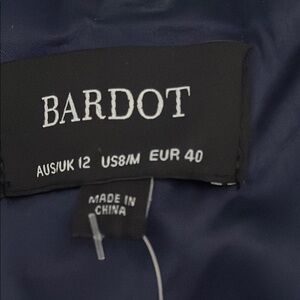 BARDOT
AUS/UK 12 US8/M EUR 40
MADE IN
CHINA